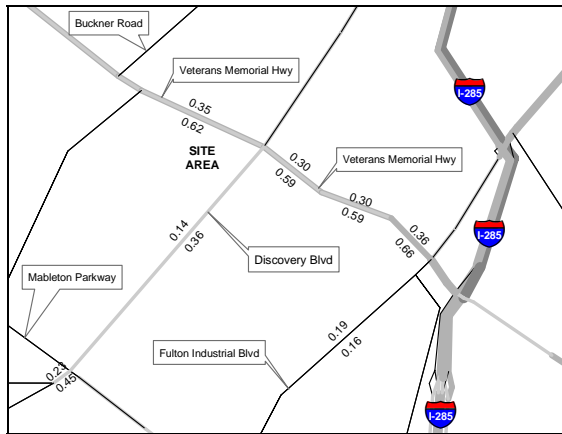 Buckner Road
Veterans Memorial Hwy
I-285
0.35
0.62
SITE
AREA
0.30
0.59
Veterans Memorial Hwy
0.30
0.59
0.36
0.66
I-285
0.14
0.36
Discovery Blvd
Mableton Parkway
0.19
0.16
Fulton Industrial Blvd
0.23
0.45
I-285